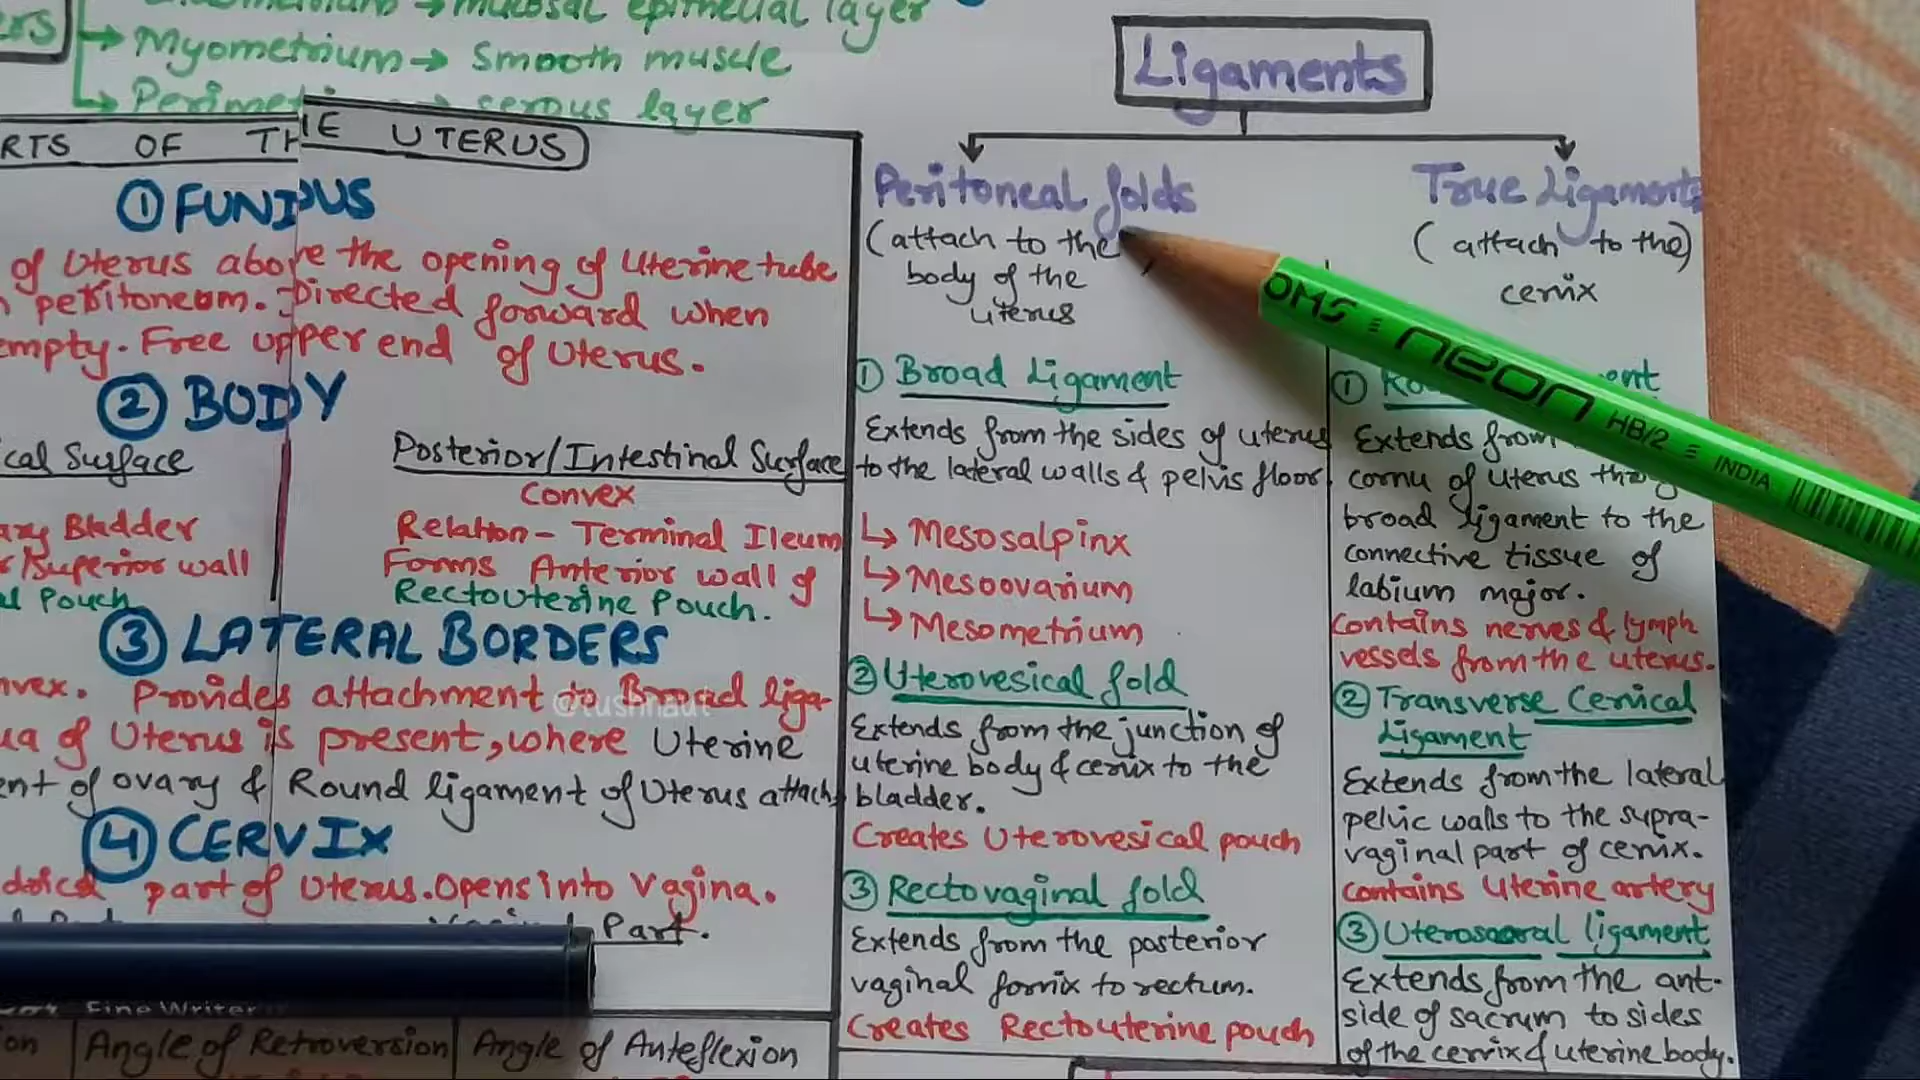 → mucosal epithelial layer
Myometrium → Smooth muscle
→ serous layer
OF THE UTERUS
① FUNDUS
of Uterus above the opening of Uterine tube
peritoneum. Directed forward when
empty. Free upper end of Uterus.
② BODY
Surface
Posterior/Intestinal Surface
Convex
Bladder
Relation - Terminal Ileum
superior wall
Forms Anterior wall of
Pouch
Rectouterine Pouch.
③ LATERAL BORDERS
Provides attachment to Broad liga-
of Uterus is present, where Uterine
of ovary & Round ligament of Uterus attach
④ CERVIX
part of Uterus. Opens into Vagina.
Part.
Fine Writer
Angle of Retroversion
Angle of Anteflexion
@tushnaut
Ligaments
Peritoneal folds
(attach to the
body of the
uterus
① Broad Ligament
Extends from the sides of uterus
to the lateral walls & pelvis floor
↳ Mesosalpinx
↳ Mesoovarium
↳ Mesometrium
② Uterovesical fold
Extends from the junction of
uterine body & cervix to the
bladder.
Creates Uterovesical pouch
③ Rectovaginal fold
Extends from the posterior
vaginal fornix to rectum.
Creates Rectouterine pouch
True Ligaments
(attach to the)
cervix
①
Extends from
cornu of uterus
broad ligament to the
connective tissue of
labium major.
contains nerves & lymph
vessels from the uterus.
② Transverse Cervical
Ligament
Extends from the lateral
pelvic walls to the supra-
vaginal part of cervix.
contains Uterine artery
③ Uterosacral ligament
Extends from the ant.
side of sacrum to sides
of the cervix & uterine body.
DOMS neon HB/2 INDIA